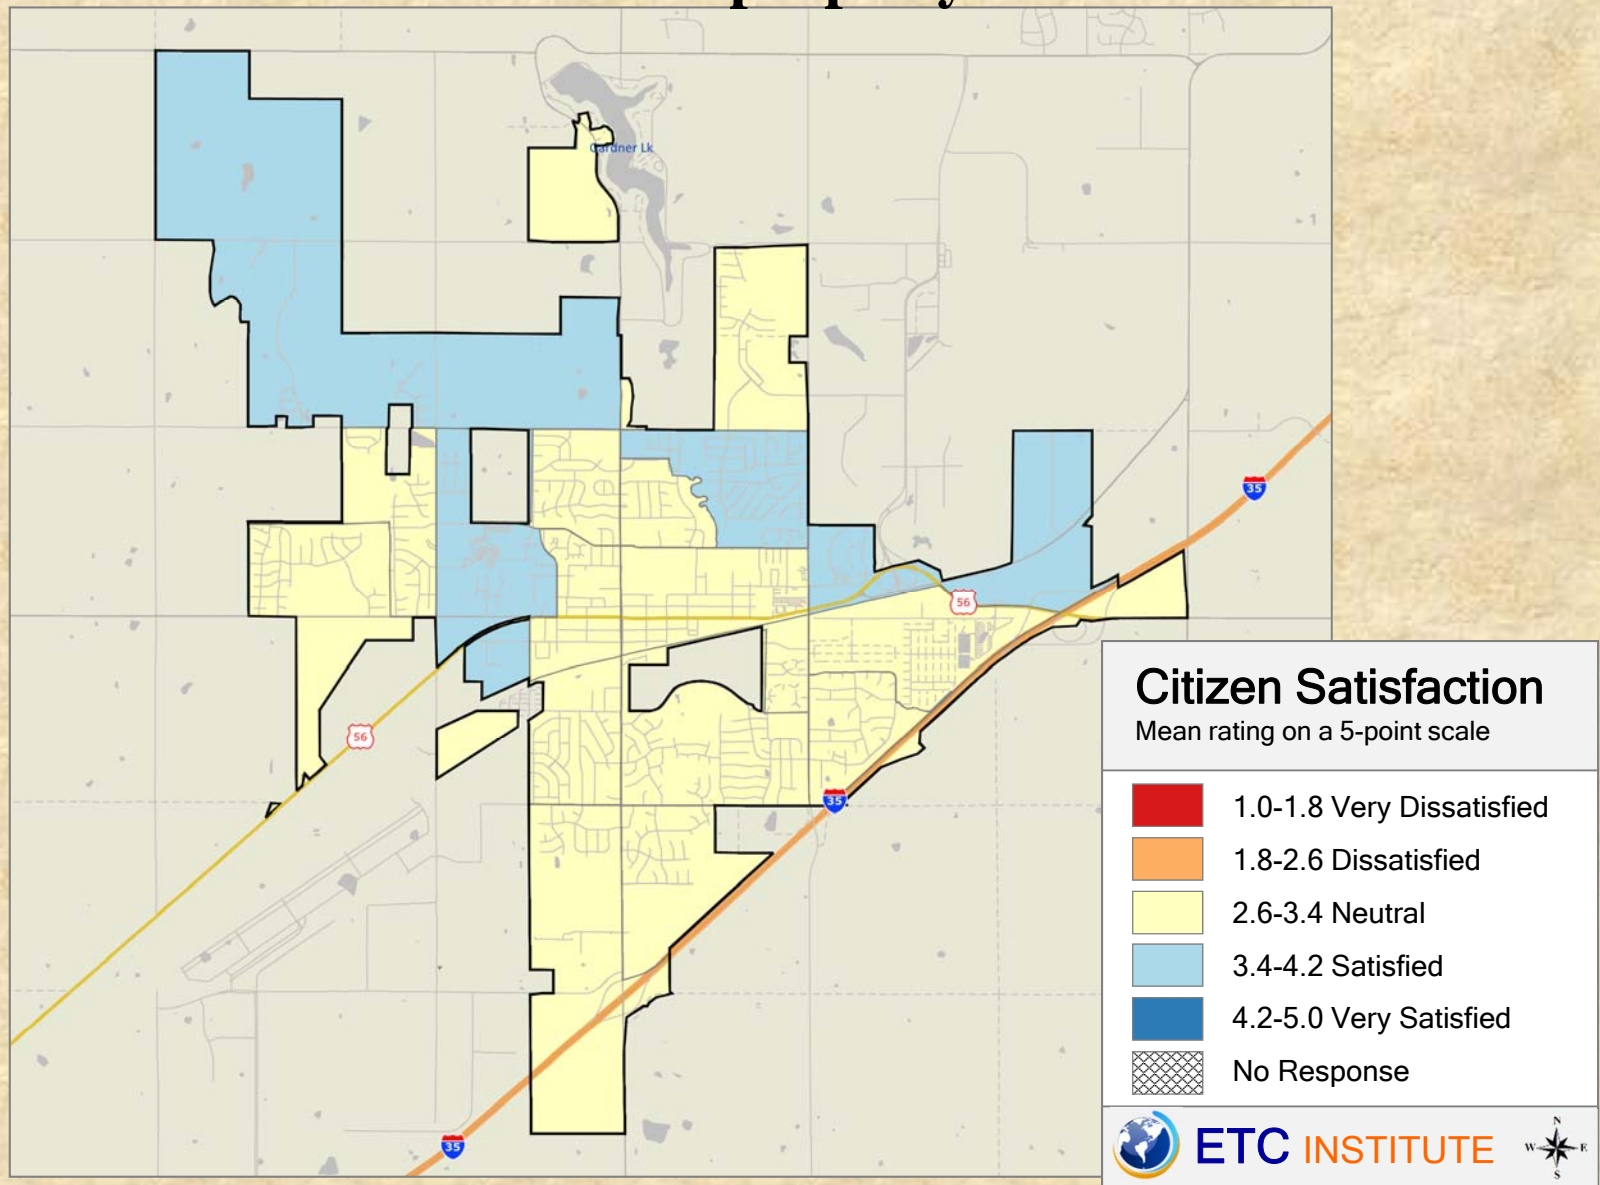 Gardner Lk
35
56
56
35
35
Citizen Satisfaction
Mean rating on a 5-point scale
1.0-1.8 Very Dissatisfied
1.8-2.6 Dissatisfied
2.6-3.4 Neutral
3.4-4.2 Satisfied
4.2-5.0 Very Satisfied
No Response
ETC INSTITUTE
N
W E
S